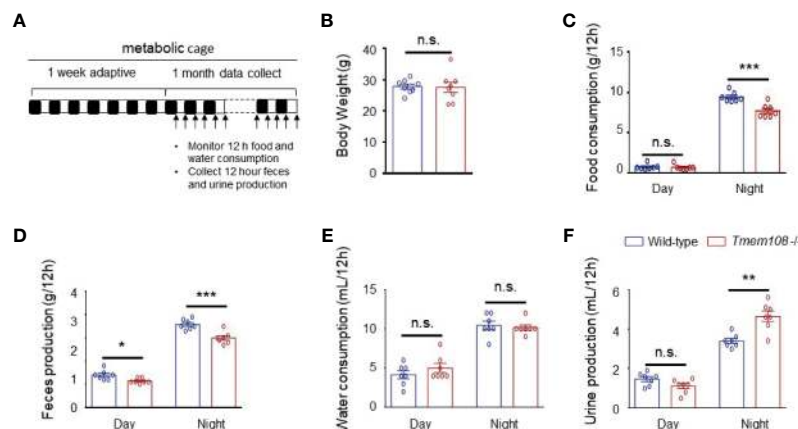 A
metabolic cage
1 week adaptive 1 month data collect
• Monitor 12 h food and
water consumption
• Collect 12 hour feces
and urine production
B
n.s.
Body Weight (g)
40
30
20
10
0
C
Food consumption (g/12h)
15
10
5
0
n.s.
***
Day Night
D
Feces production (g/12h)
4
3
2
1
0
*
***
Day Night
E
Water consumption (mL/12h)
15
10
5
0
n.s.
n.s.
Day Night
F
Wild-type Tmem108 -/
Urine production (mL/12h)
6
4
2
0
n.s.
**
Day Night